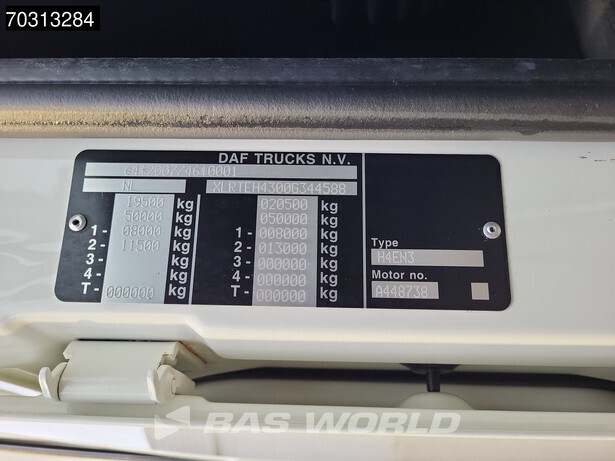 70313284
DAF TRUCKS N.V.
e4*2007/46*0001
NL XLRTEH4300G344588
19500 kg 020500 kg
50000 kg 050000 kg
1 - 08000 kg 1 - 008000 kg
2 - 11500 kg 2 - 013000 kg
3 - kg 3 - 000000 kg
4 - kg 4 - 000000 kg
T - 000000 kg T - 000000 kg
Type
H4EN3
Motor no.
A448738
BAS WORLD